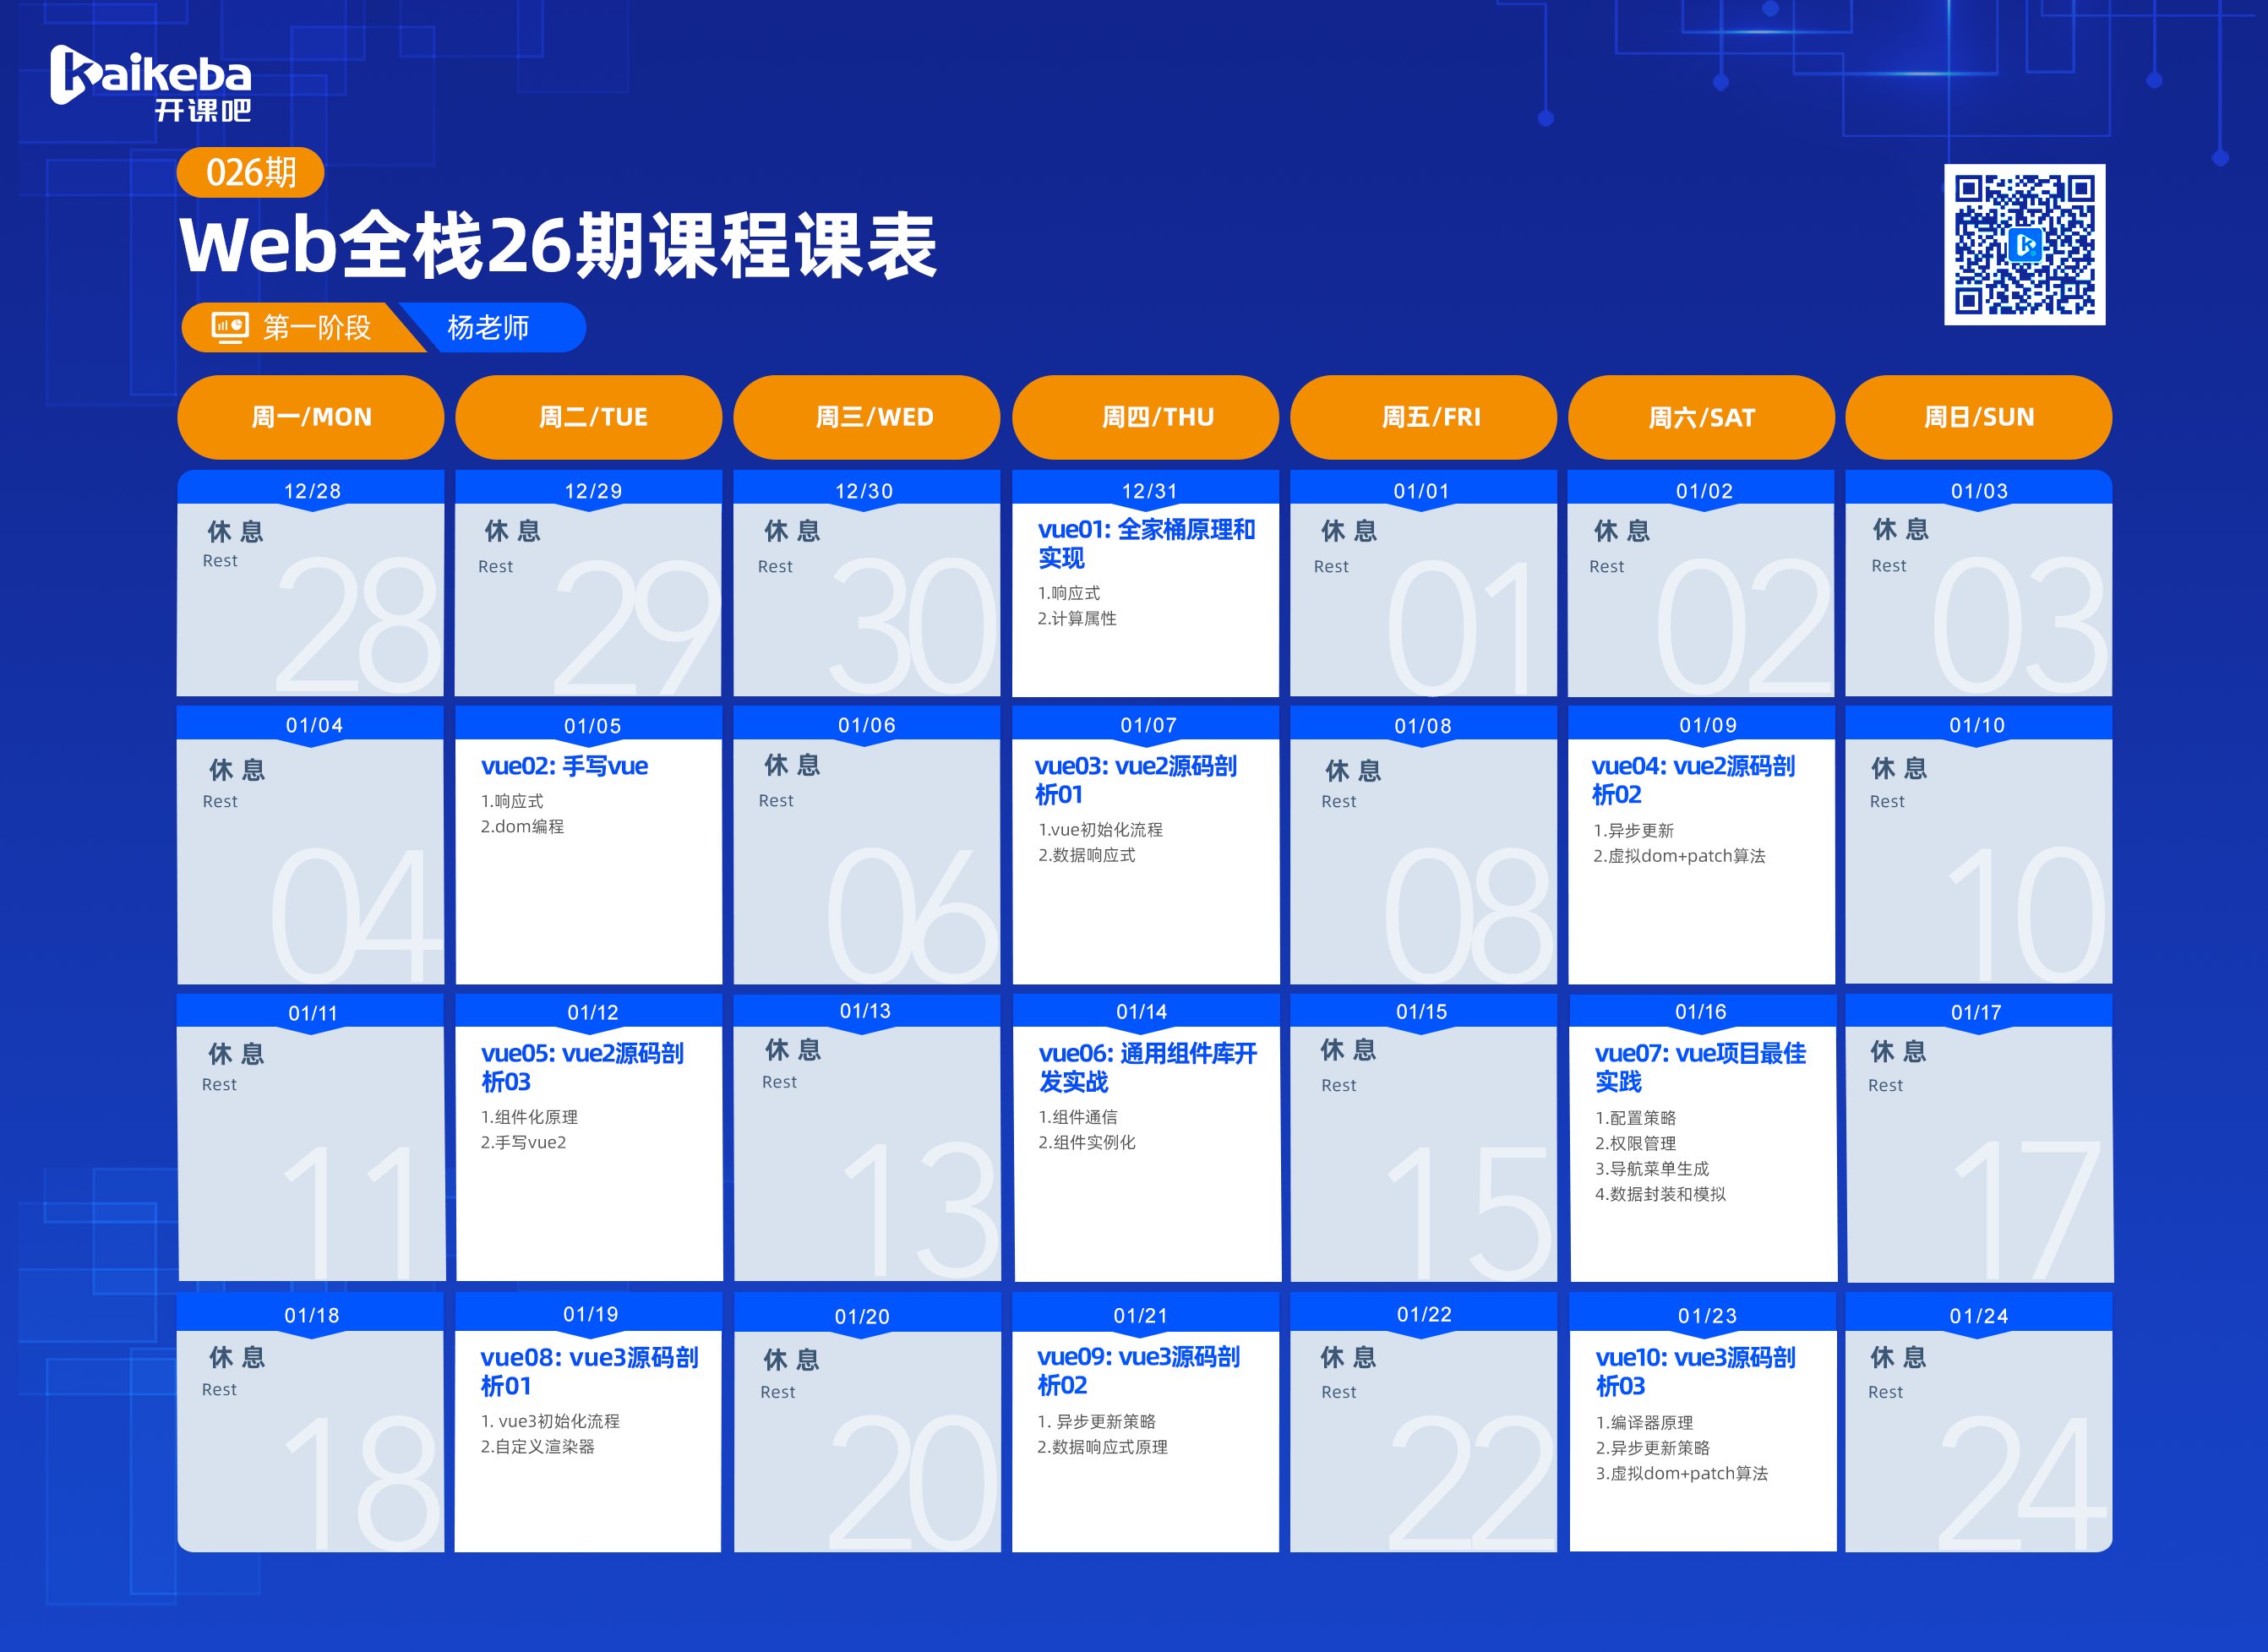 Kaikeba
开课吧
026期
Web全栈26期课程课表
第一阶段 杨老师
周一/MON 周二/TUE 周三/WED 周四/THU 周五/FRI 周六/SAT 周日/SUN
12/28
休 息
Rest
28
12/29
休 息
Rest
29
12/30
休 息
Rest
30
12/31
vue01: 全家桶原理和
实现
1.响应式
2.计算属性
01/01
休 息
Rest
01
01/02
休 息
Rest
02
01/03
休 息
Rest
03
01/04
休 息
Rest
04
01/05
vue02: 手写vue
1.响应式
2.dom编程
01/06
休 息
Rest
06
01/07
vue03: vue2源码剖
析01
1.vue初始化流程
2.数据响应式
01/08
休 息
Rest
08
01/09
vue04: vue2源码剖
析02
1.异步更新
2.虚拟dom+patch算法
01/10
休 息
Rest
10
01/11
休 息
Rest
11
01/12
vue05: vue2源码剖
析03
1.组件化原理
2.手写vue2
01/13
休 息
Rest
13
01/14
vue06: 通用组件库开
发实战
1.组件通信
2.组件实例化
01/15
休 息
Rest
15
01/16
vue07: vue项目最佳
实践
1.配置策略
2.权限管理
3.导航菜单生成
4.数据封装和模拟
01/17
休 息
Rest
17
01/18
休 息
Rest
18
01/19
vue08: vue3源码剖
析01
1. vue3初始化流程
2.自定义渲染器
01/20
休 息
Rest
20
01/21
vue09: vue3源码剖
析02
1. 异步更新策略
2.数据响应式原理
01/22
休 息
Rest
22
01/23
vue10: vue3源码剖
析03
1.编译器原理
2.异步更新策略
3.虚拟dom+patch算法
01/24
休 息
Rest
24